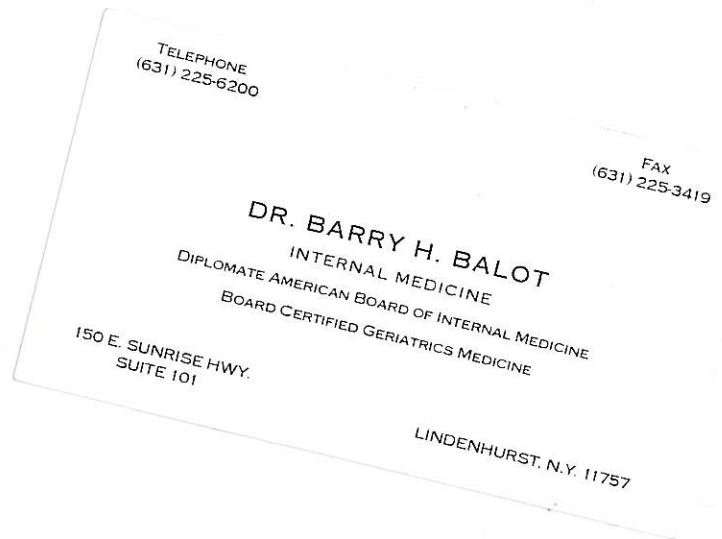 TELEPHONE
(631) 225-6200
FAX
(631) 225-3419
DR. BARRY H. BALOT
INTERNAL MEDICINE
DIPLOMATE AMERICAN BOARD OF INTERNAL MEDICINE
BOARD CERTIFIED GERIATRICS MEDICINE
150 E. SUNRISE HWY.
SUITE 101
LINDENHURST, N.Y. 11757